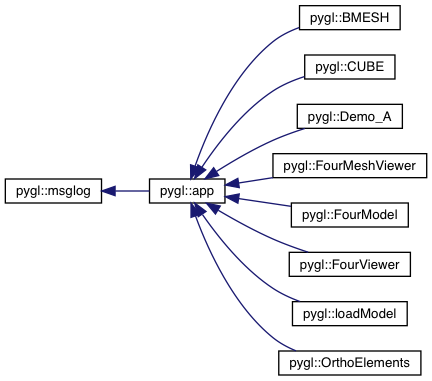 pygl::BMESH
pygl::CUBE
pygl::Demo_A
pygl::FourMeshViewer
pygl::msglog
pygl::app
pygl::FourModel
pygl::FourViewer
pygl::loadModel
pygl::OrthoElements